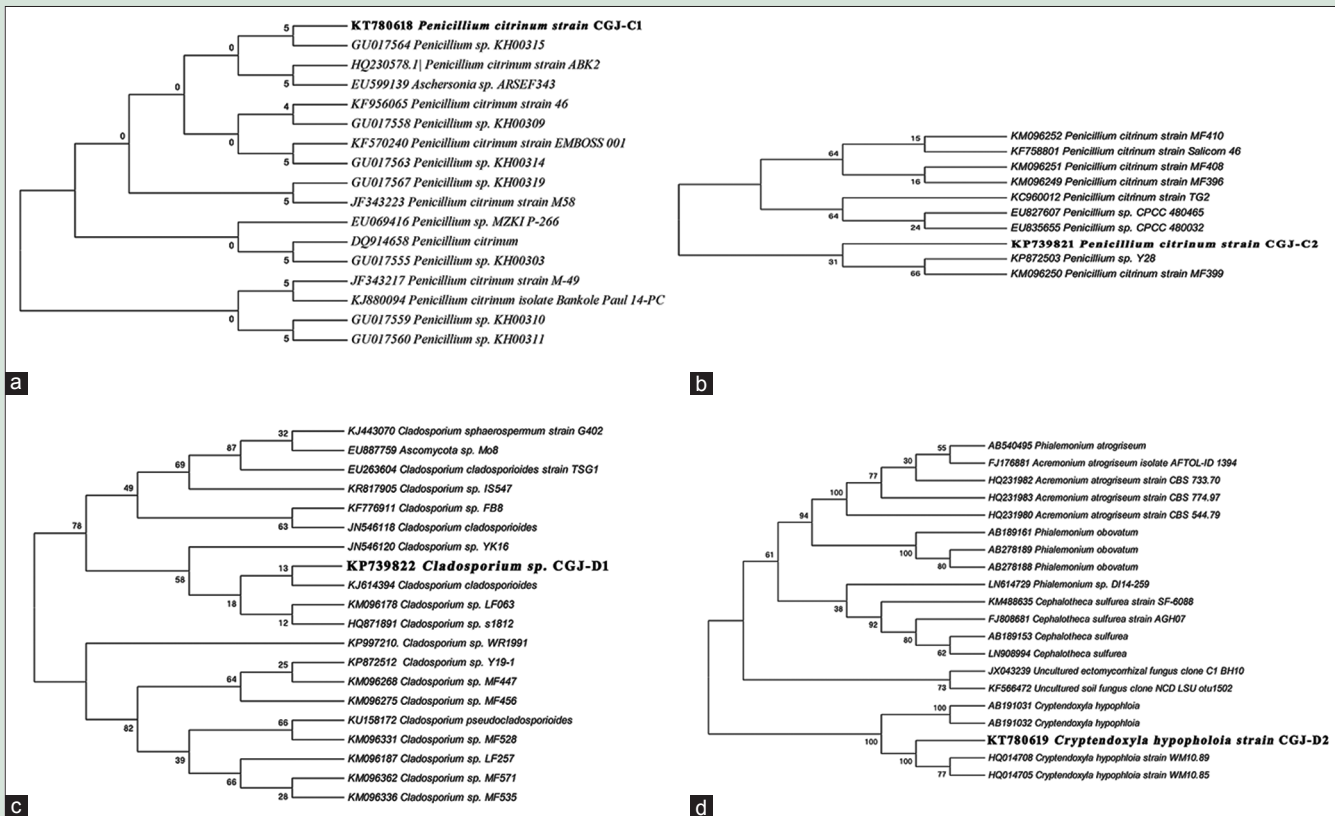 5
KT780618 Penicillium citrinum strain CGJ-C1
0
GU017564 Penicillium sp. KH00315
HQ230578.1| Penicillium citrinum strain ABK2
5
EU599139 Aschersonia sp. ARSEF343
0
4
KF956065 Penicillium citrinum strain 46
GU017558 Penicillium sp. KH00309
0
0
KF570240 Penicillium citrinum strain EMBOSS 001
5
GU017563 Penicillium sp. KH00314
GU017567 Penicillium sp. KH00319
5
JF343223 Penicillium citrinum strain M58
EU069416 Penicillium sp. MZKI P-266
0
DQ914658 Penicillium citrinum
5
GU017555 Penicillium sp. KH00303
5
JF343217 Penicillium citrinum strain M-49
KJ880094 Penicillium citrinum isolate Bankole Paul 14-PC
0
GU017559 Penicillium sp. KH00310
5
GU017560 Penicillium sp. KH00311
a
15
KM096252 Penicillium citrinum strain MF410
64
KF758801 Penicillium citrinum strain Salicorn 46
KM096251 Penicillium citrinum strain MF408
16
KM096249 Penicillium citrinum strain MF396
KC960012 Penicillium citrinum strain TG2
64
EU827607 Penicillium sp. CPCC 480465
24
EU835655 Penicillium sp. CPCC 480032
KP739821 Penicillium citrinum strain CGJ-C2
31
KP872503 Penicillium sp. Y28
66
KM096250 Penicillium citrinum strain MF399
b
32
KJ443070 Cladosporium sphaerospermum strain G402
87
EU887759 Ascomycota sp. Mo8
69
EU263604 Cladosporium cladosporioides strain TSG1
49
KR817905 Cladosporium sp. IS547
KF776911 Cladosporium sp. FB8
63
JN546118 Cladosporium cladosporioides
78
JN546120 Cladosporium sp. YK16
58
13
KP739822 Cladosporium sp. CGJ-D1
KJ614394 Cladosporium cladosporioides
18
KM096178 Cladosporium sp. LF063
12
HQ871891 Cladosporium sp. s1812
KP997210. Cladosporium sp. WR1991
25
KP872512 Cladosporium sp. Y19-1
64
KM096268 Cladosporium sp. MF447
KM096275 Cladosporium sp. MF456
82
66
KU158172 Cladosporium pseudocladosporioides
KM096331 Cladosporium sp. MF528
39
KM096187 Cladosporium sp. LF257
66
KM096362 Cladosporium sp. MF571
28
KM096336 Cladosporium sp. MF535
c
55
AB540495 Phialemonium atrogriseum
30
FJ176881 Acremonium atrogriseum isolate AFTOL-ID 1394
77
HQ231982 Acremonium atrogriseum strain CBS 733.70
100
HQ231983 Acremonium atrogriseum strain CBS 774.97
94
HQ231980 Acremonium atrogriseum strain CBS 544.79
AB189161 Phialemonium obovatum
100
AB278189 Phialemonium obovatum
80
AB278188 Phialemonium obovatum
61
LN614729 Phialemonium sp. DI14-259
38
KM488635 Cephalotheca sulfurea strain SF-6088
92
FJ808681 Cephalotheca sulfurea strain AGH07
80
AB189153 Cephalotheca sulfurea
62
LN908994 Cephalotheca sulfurea
JX043239 Uncultured ectomycorrhizal fungus clone C1 BH10
73
KF566472 Uncultured soil fungus clone NCD LSU otu1502
100
AB191031 Cryptendoxyla hypophloia
AB191032 Cryptendoxyla hypophloia
100
KT780619 Cryptendoxyla hypopholoia strain CGJ-D2
100
HQ014708 Cryptendoxyla hypophloia strain WM10.89
77
HQ014705 Cryptendoxyla hypophloia strain WM10.85
d